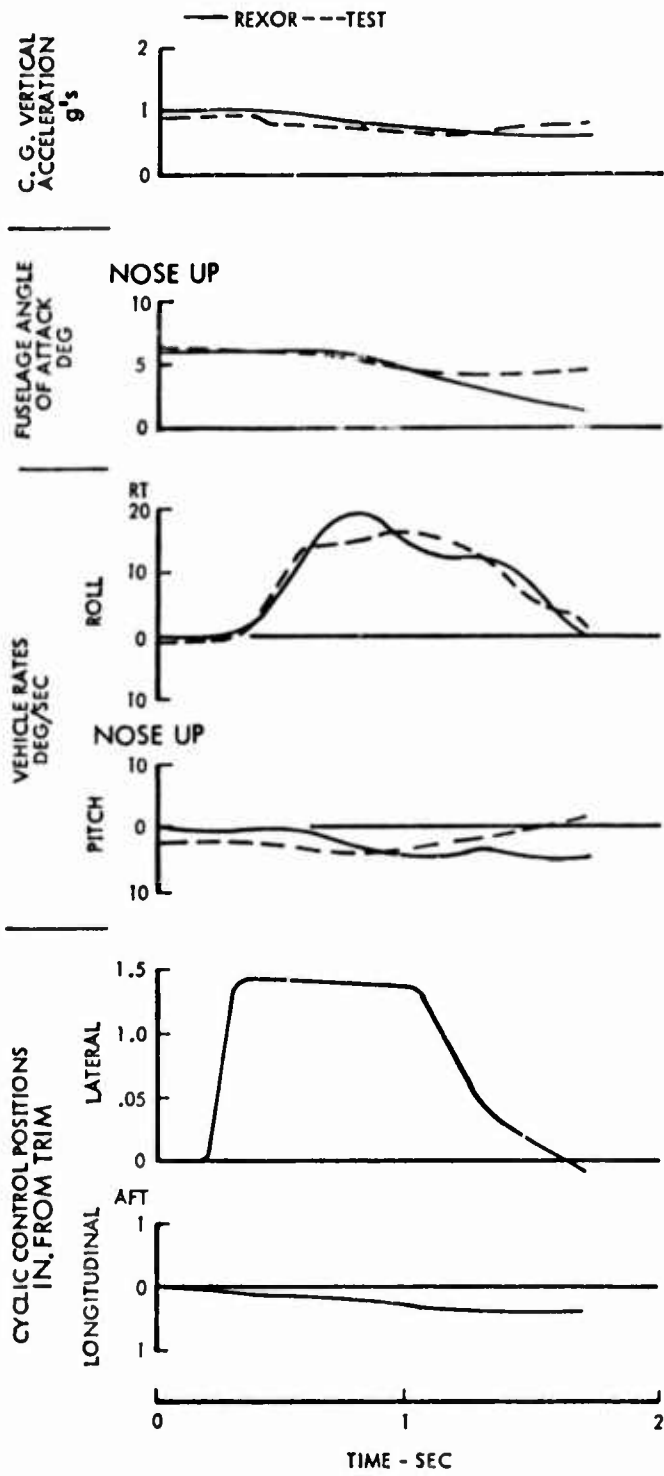 REXOR TEST
C. G. VERTICAL
ACCELERATION
g's
2
1
0
NOSE UP
FUSELAGE ANGLE
OF ATTACK
DEG
10
5
0
VEHICLE RATES
DEG/SEC
RT
ROLL
20
10
0
10
NOSE UP
PITCH
10
0
10
CYCLIC CONTROL POSITIONS
IN. FROM TRIM
LATERAL
1.5
1.0
.05
0
AFT
LONGITUDINAL
1
0
1
0 1 2
TIME - SEC